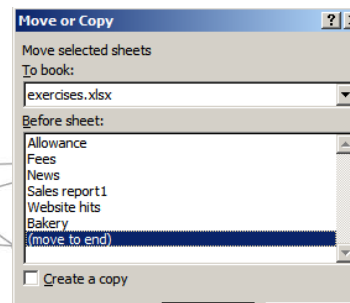 Move or Copy
Move selected sheets
To book:
exercises.xlsx
Before sheet:
Allowance
Fees
News
Sales report1
Website hits
Bakery
(move to end)
Create a copy